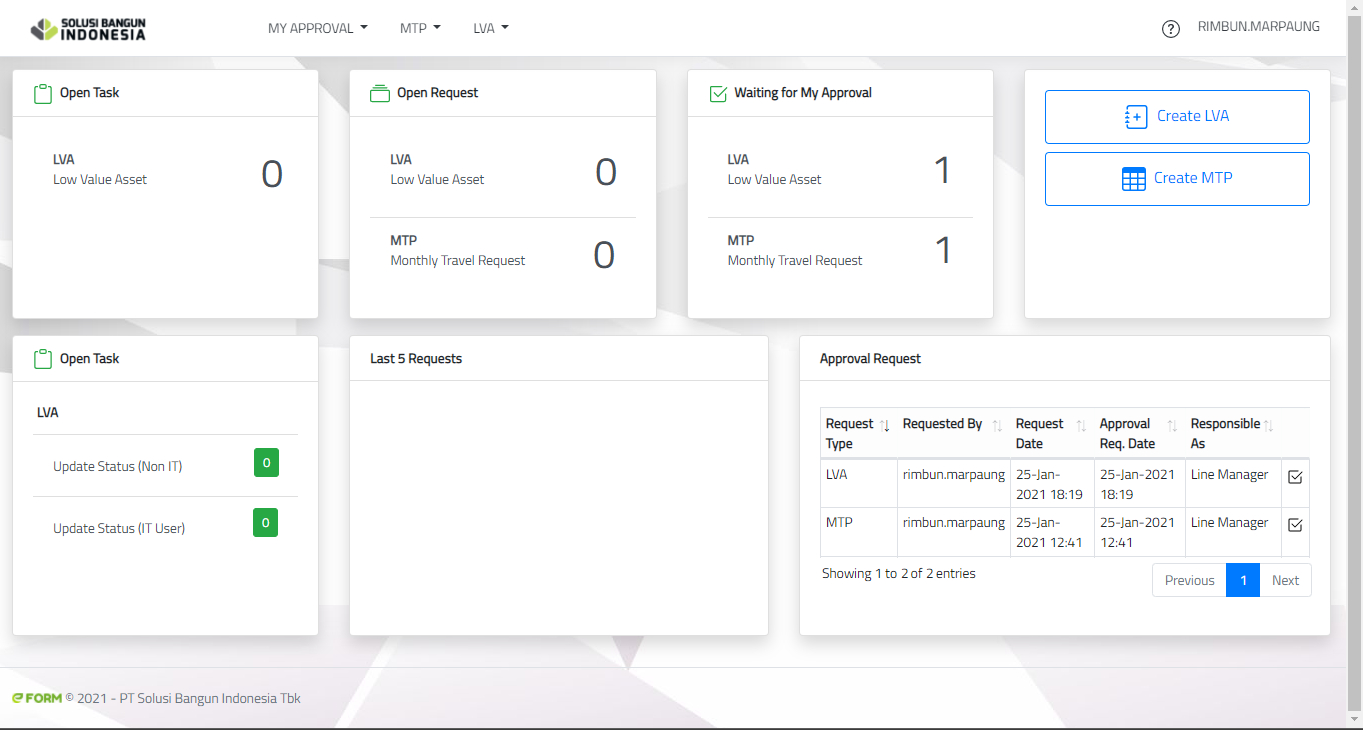 SOLUSI BANGUN
INDONESIA
MY APPROVAL
MTP
LVA
?
RIMBUN.MARPAUNG
Open Task
LVA
Low Value Asset
0
Open Request
LVA
Low Value Asset
0
MTP
Monthly Travel Request
0
Waiting for My Approval
LVA
Low Value Asset
1
MTP
Monthly Travel Request
1
Create LVA
Create MTP
Open Task
LVA
Update Status (Non IT)
0
Update Status (IT User)
0
Last 5 Requests
Approval Request
Request Type
Requested By
Request Date
Approval Req. Date
Responsible As
LVA
rimbun.marpaung
25-Jan-2021 18:19
25-Jan-2021 18:19
Line Manager
MTP
rimbun.marpaung
25-Jan-2021 12:41
25-Jan-2021 12:41
Line Manager
Showing 1 to 2 of 2 entries
Previous
1
Next
eFORM © 2021 - PT Solusi Bangun Indonesia Tbk